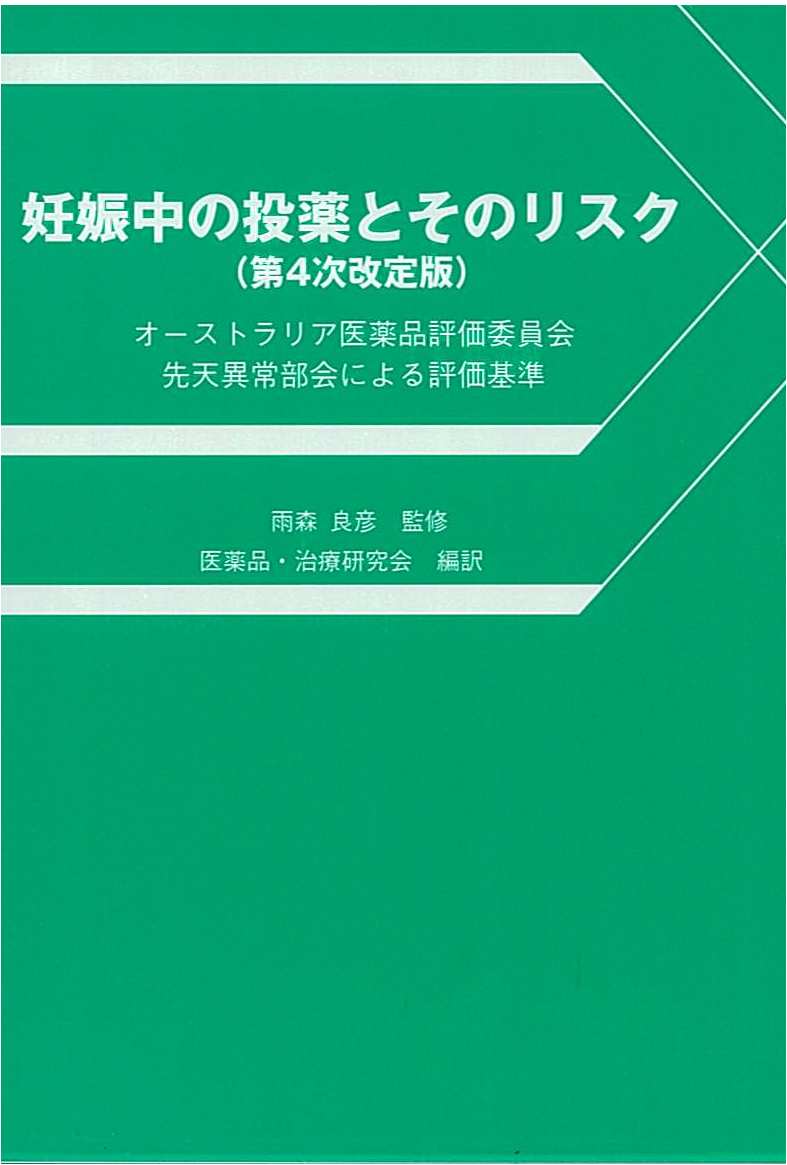 妊娠中の投薬とそのリスク
（第4次改定版）
オーストラリア医薬品評価委員会
先天異常部会による評価基準
雨森 良彦　監修
医薬品・治療研究会　編訳